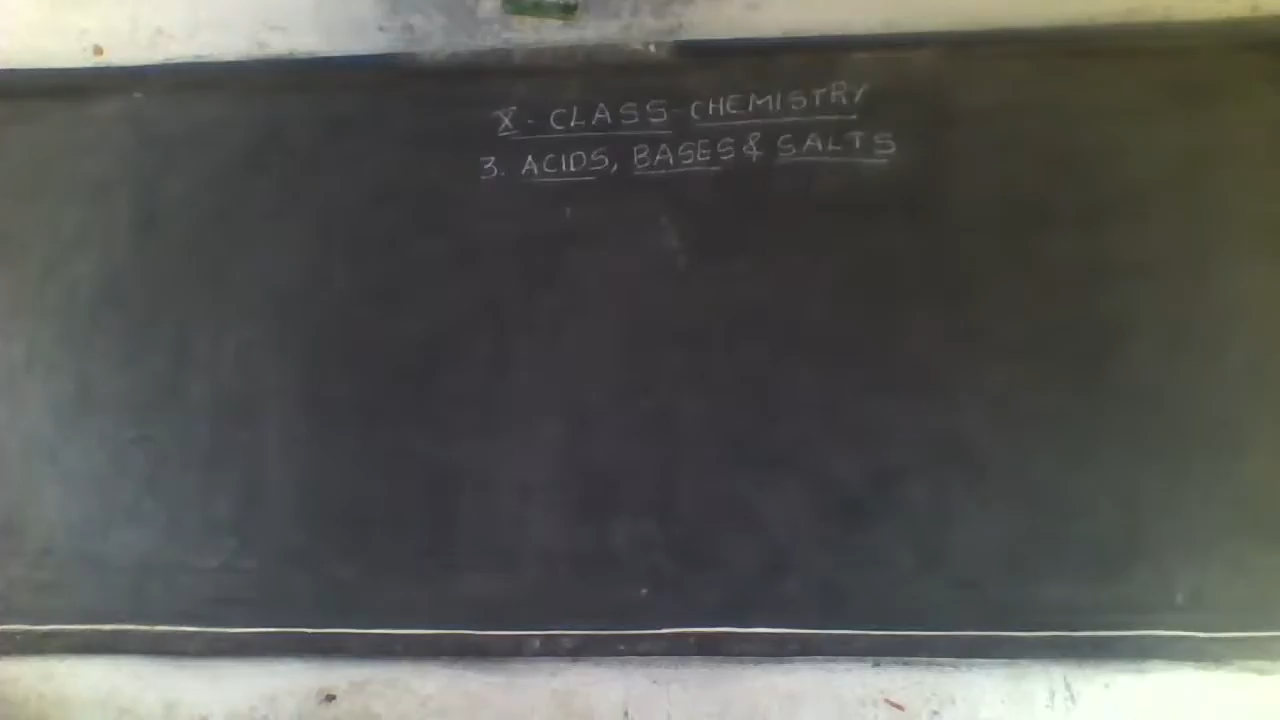 X - CLASS - CHEMISTRY
3. ACIDS, BASES & SALTS